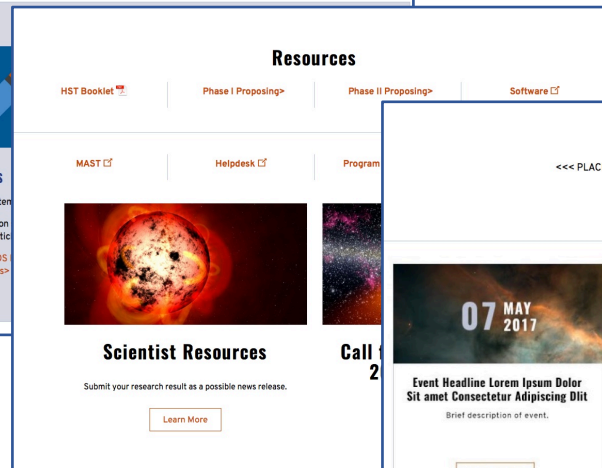 Resources
HST Booklet
Phase I Proposing>
Phase II Proposing>
Software
MAST
Helpdesk
Program
Scientist Resources
Submit your research result as a possible news release.
Learn More
Call
<<< PLAC
07 MAY
2017
Event Headline Lorem Ipsum Dolor
Sit amet Consectetur Adipiscing Dlit
Brief description of event.